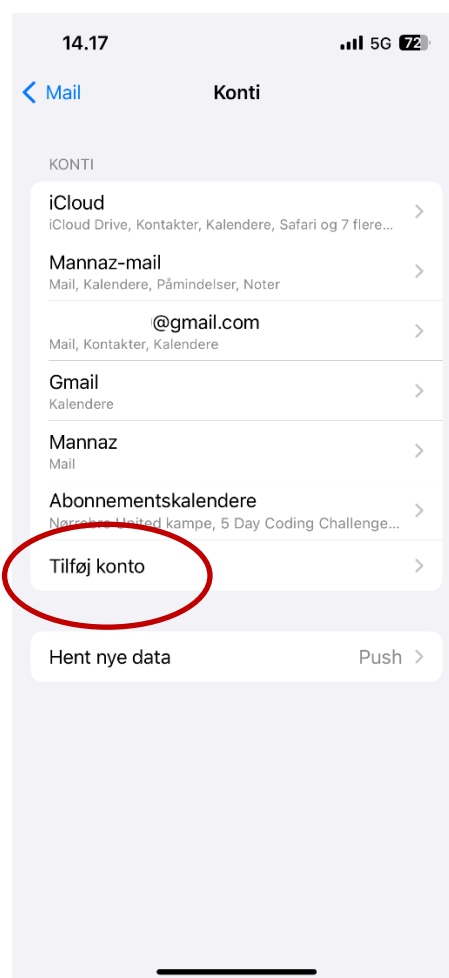 14.17
5G 72
Mail
Konti
KONTI
iCloud
iCloud Drive, Kontakter, Kalendere, Safari og 7 flere...
Mannaz-mail
Mail, Kalendere, Påmindelser, Noter
@gmail.com
Mail, Kontakter, Kalendere
Gmail
Kalendere
Mannaz
Mail
Abonnementskalendere
Nørrebro United kampe, 5 Day Coding Challenge...
Tilføj konto
Hent nye data
Push